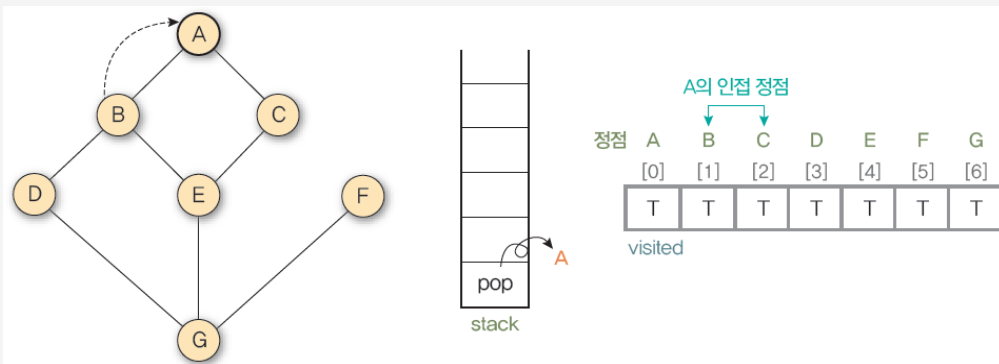 A
B
C
D
E
F
G
pop
A
stack
A의 인접 정점
정점 A B C D E F G
[0] [1] [2] [3] [4] [5] [6]
T T T T T T T
visited